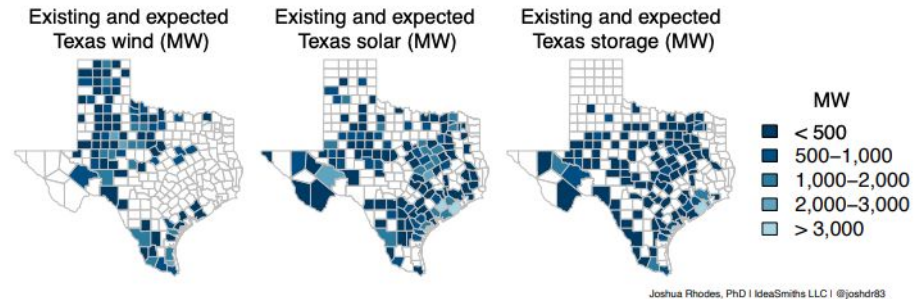 Existing and expected
Texas wind (MW)
Existing and expected
Texas solar (MW)
Existing and expected
Texas storage (MW)
MW
< 500
500–1,000
1,000–2,000
2,000–3,000
> 3,000
Joshua Rhodes, PhD | IdeaSmiths LLC | @joshdr83